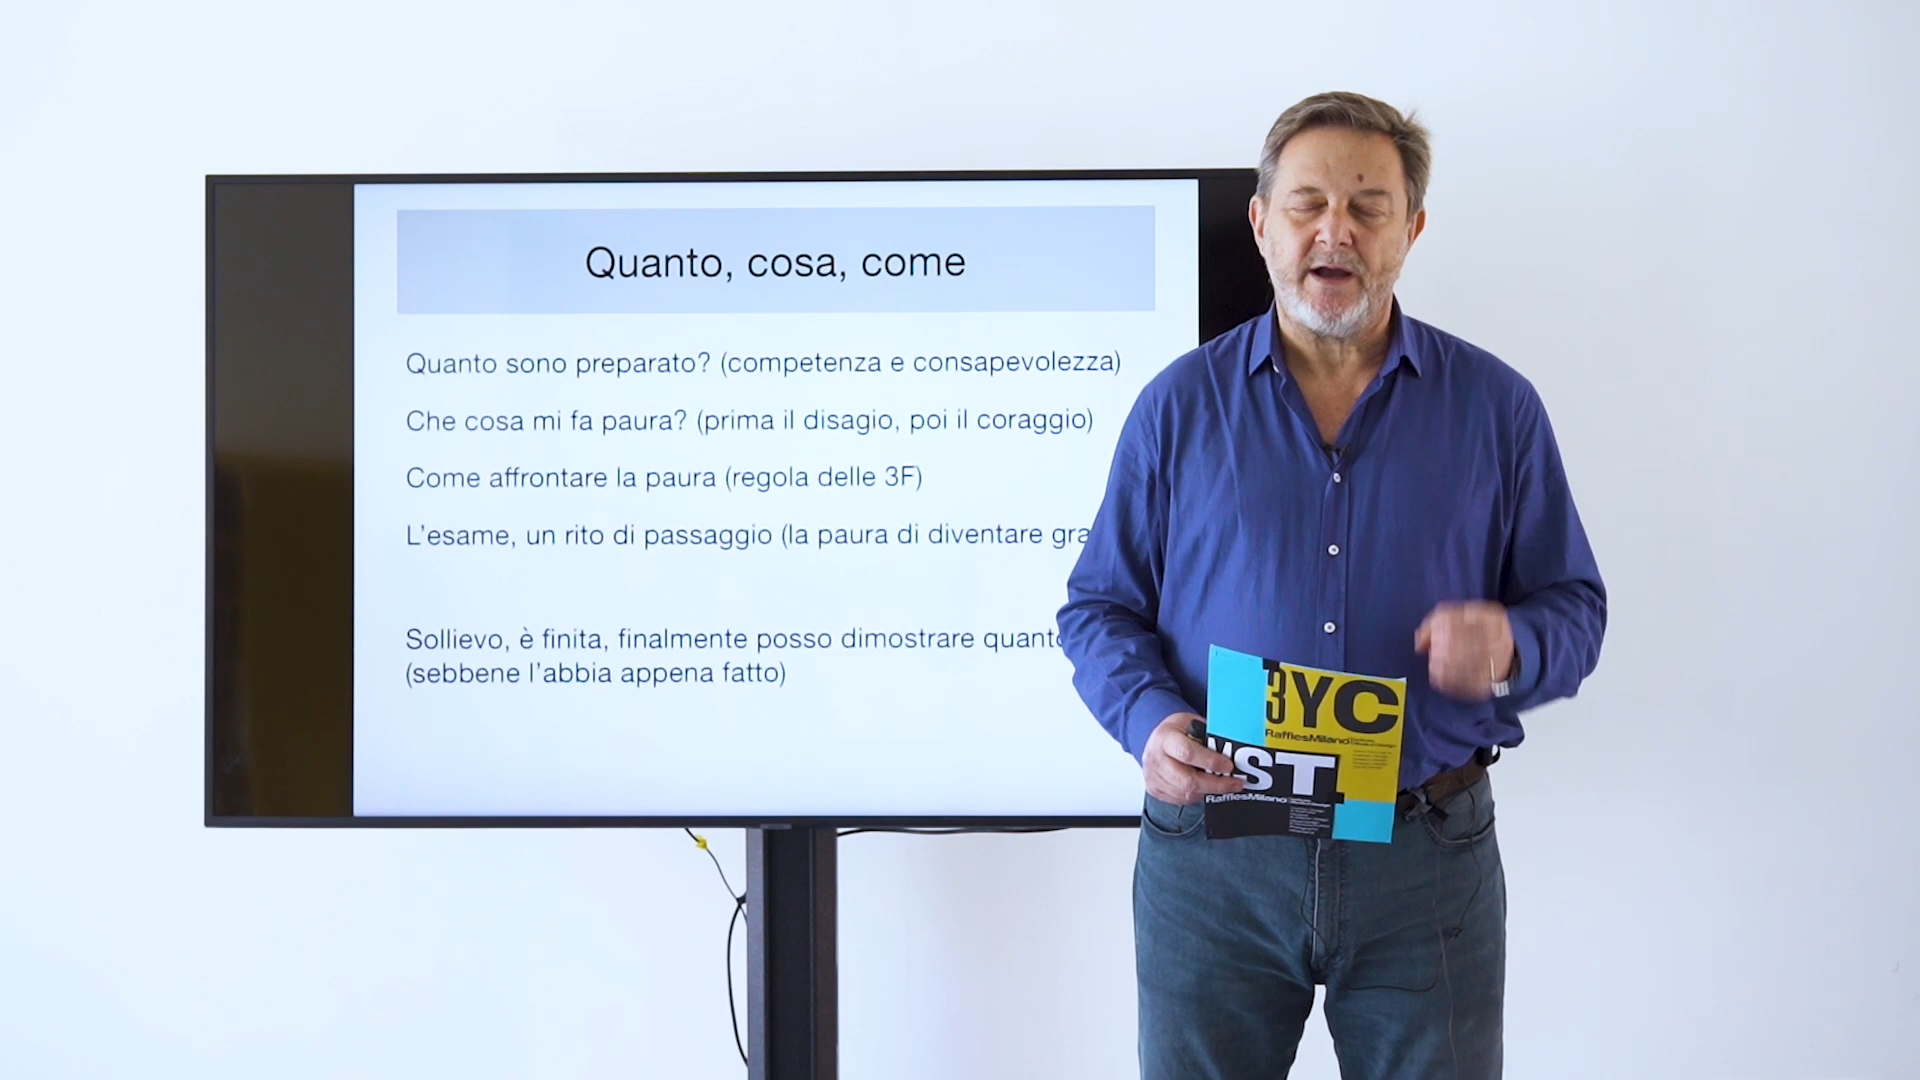 Quanto, cosa, come
Quanto sono preparato? (competenza e consapevolezza)
Che cosa mi fa paura? (prima il disagio, poi il coraggio)
Come affrontare la paura (regola delle 3F)
L'esame, un rito di passaggio (la paura di diventare gra
Sollievo, è finita, finalmente posso dimostrare quanto
(sebbene l'abbia appena fatto)
3YC
RafflesMilano
ST.
RafflesMilano